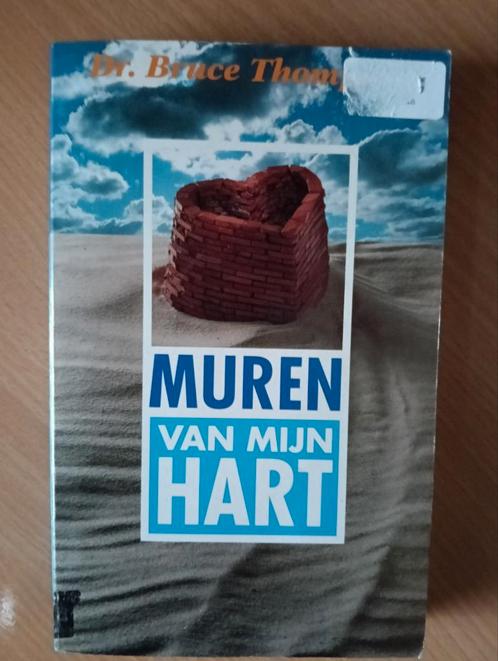 Dr. Bruce
MUREN
VAN MIJN
HART